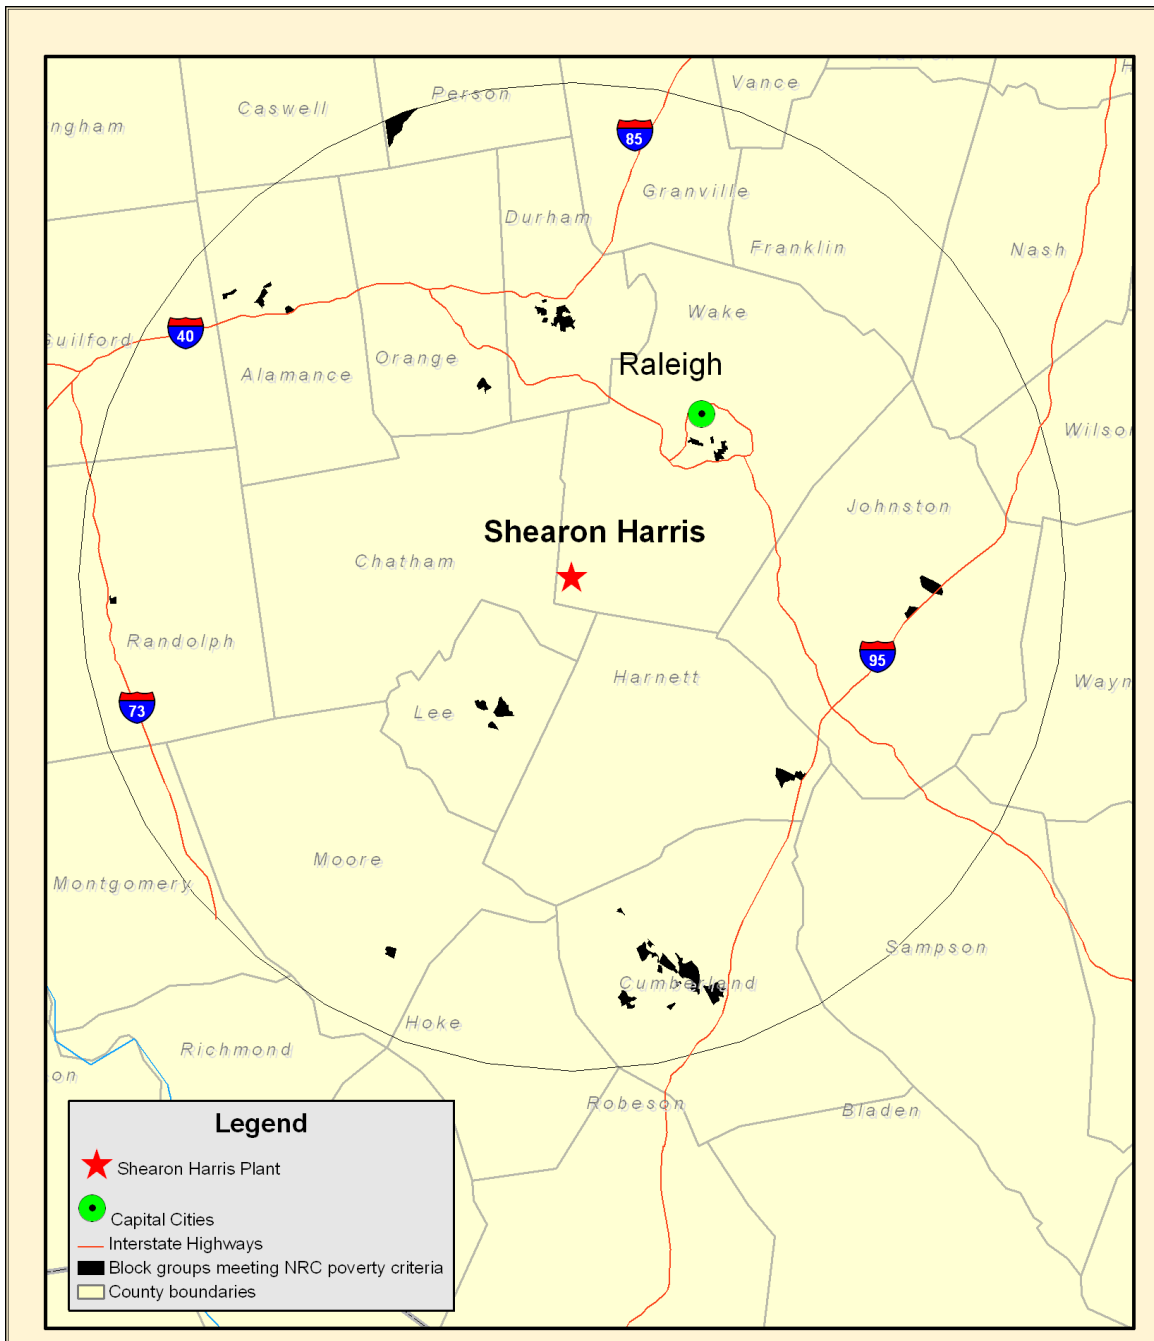 Vance
Person
Caswell
ngham
85
Granville
Durham
Franklin
Nash
Wake
40
Guilford
Orange
Raleigh
Alamance
Wilson
Johnston
Shearon Harris
Chatham
Randolph
95
Harnett
Wayn
73
Lee
Moore
Montgomery
Sampson
Cumberland
Hoke
Richmond
on
Robeson
Bladen
Legend
Shearon Harris Plant
Capital Cities
Interstate Highways
Block groups meeting NRC poverty criteria
County boundaries